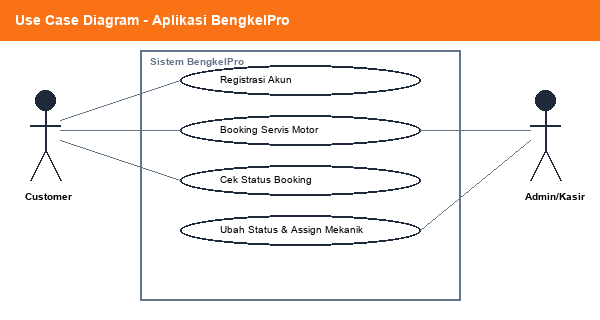 Use Case Diagram - Aplikasi BengkelPro
Sistem BengkelPro
Registrasi Akun
Booking Servis Motor
Cek Status Booking
Customer
Admin/Kasir
Ubah Status & Assign Mekanik